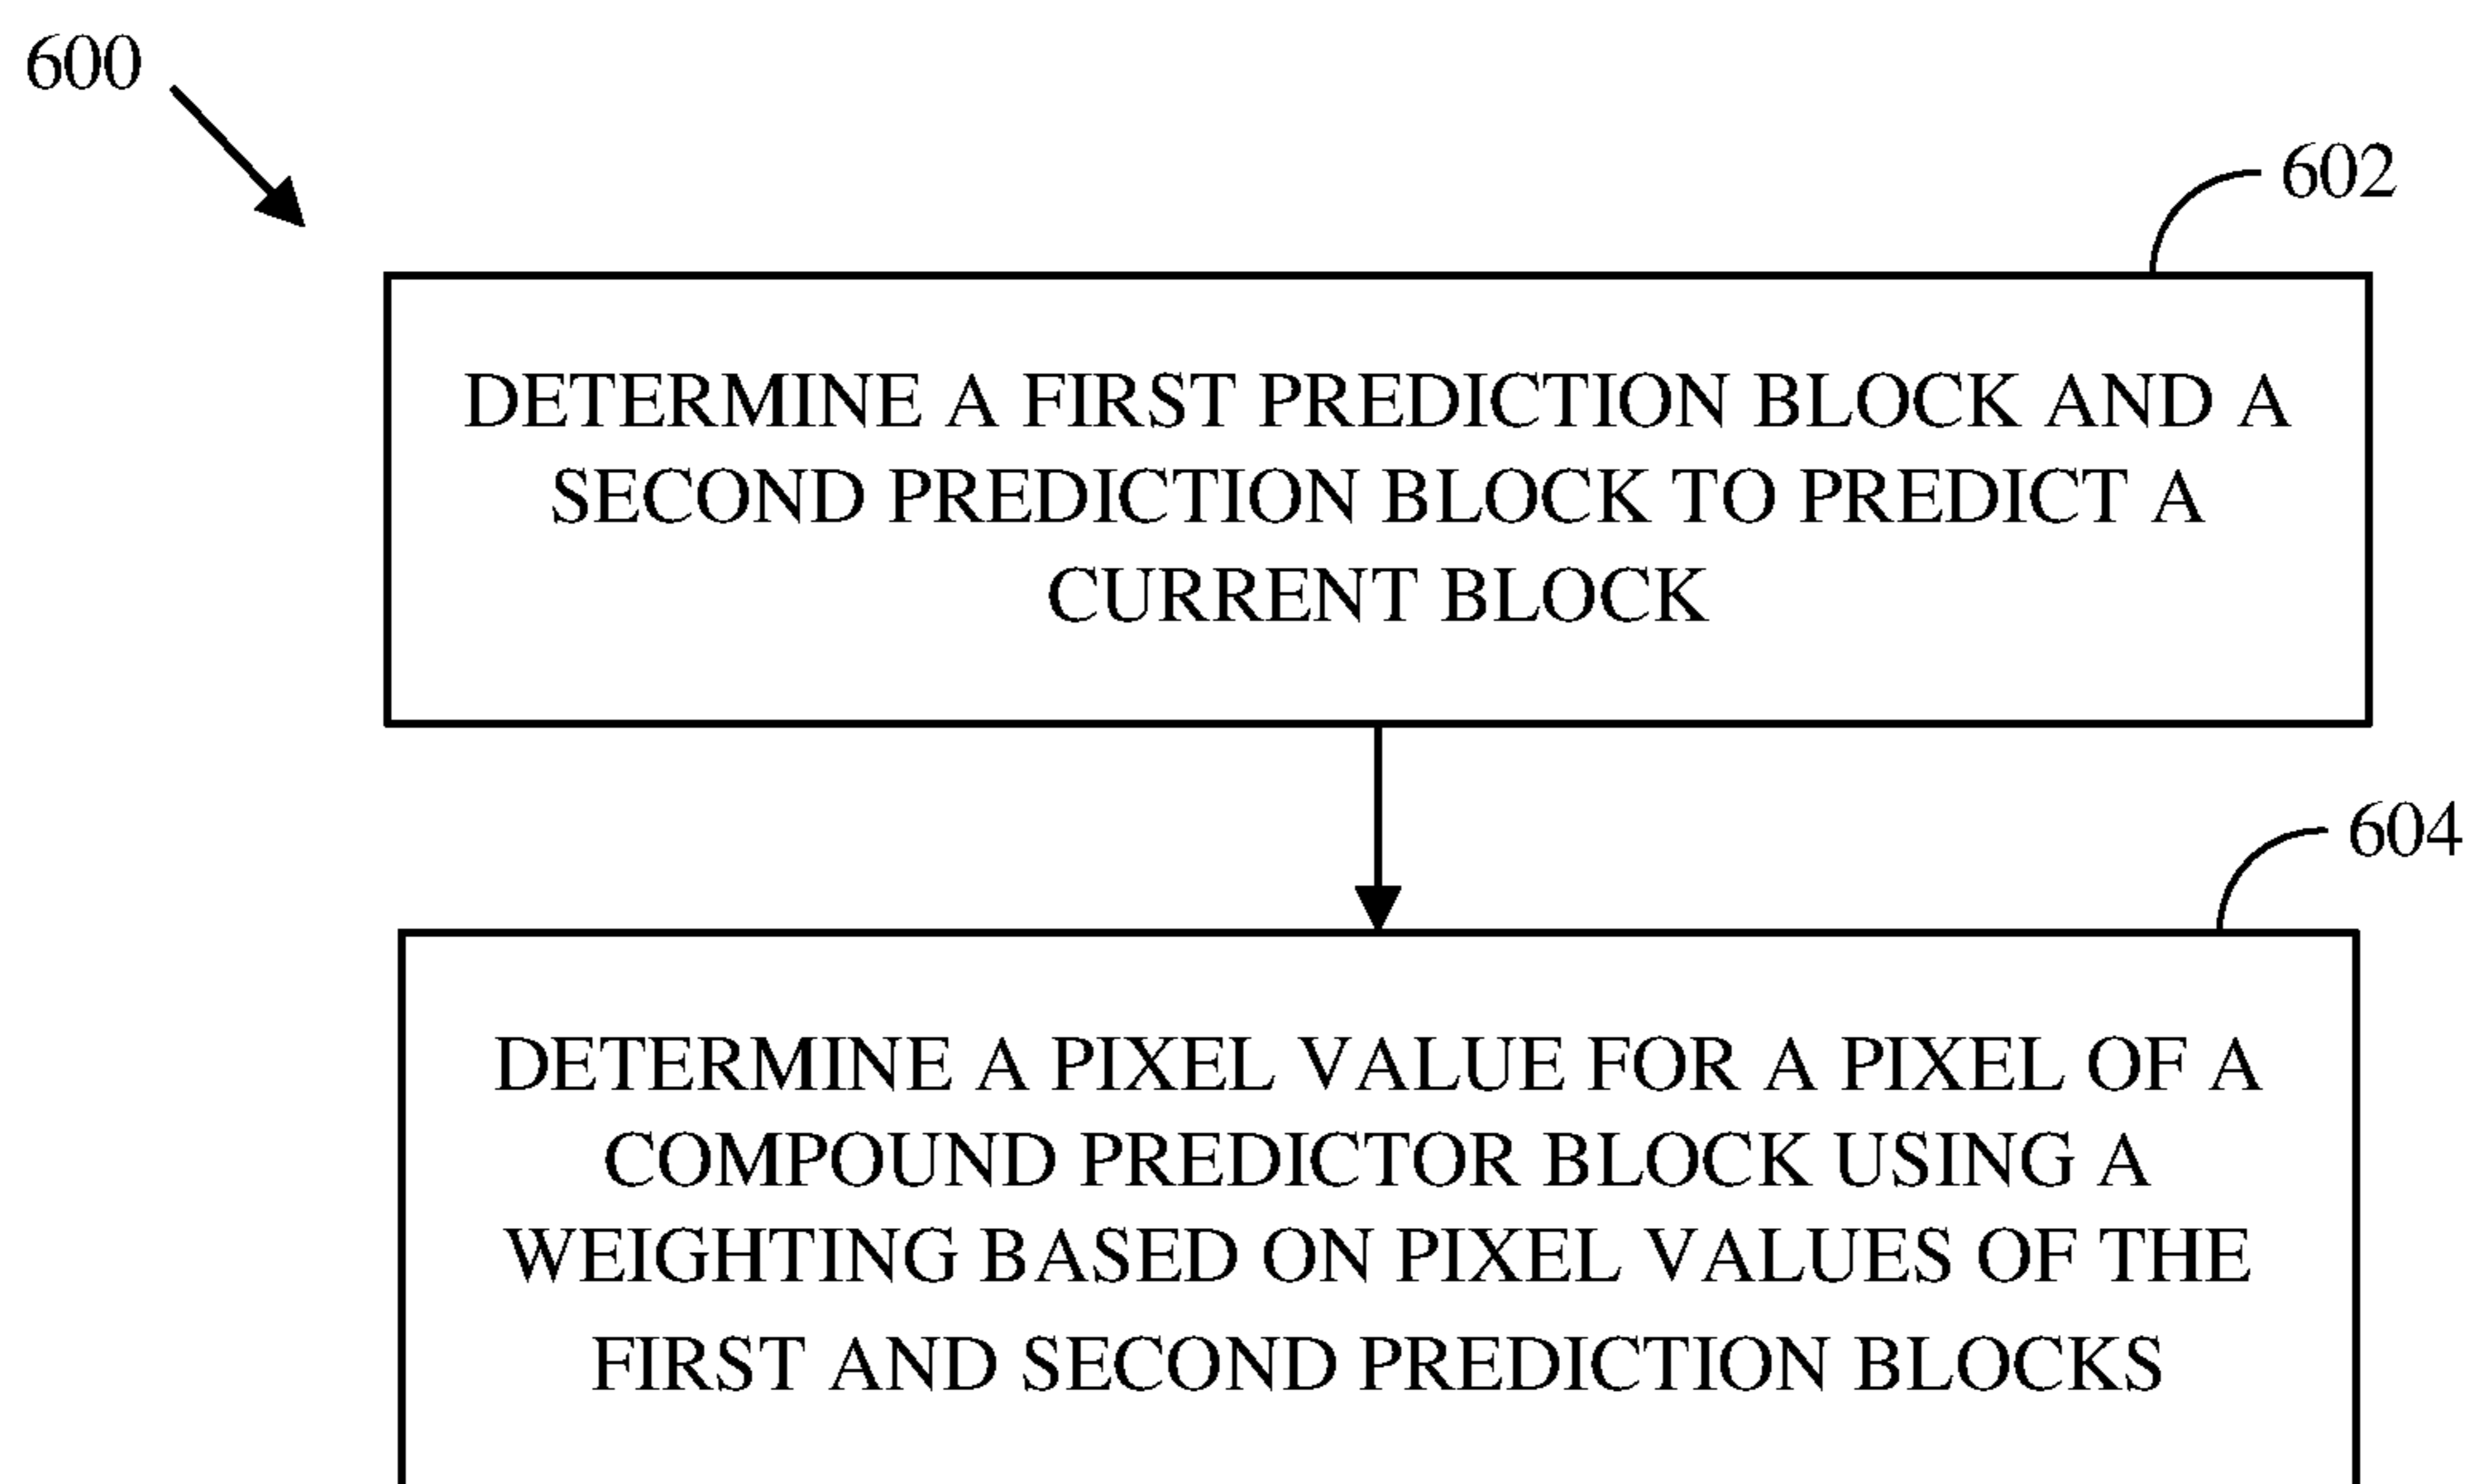 600
602
DETERMINE A FIRST PREDICTION BLOCK AND A
SECOND PREDICTION BLOCK TO PREDICT A
CURRENT BLOCK
604
DETERMINE A PIXEL VALUE FOR A PIXEL OF A
COMPOUND PREDICTOR BLOCK USING A
WEIGHTING BASED ON PIXEL VALUES OF THE
FIRST AND SECOND PREDICTION BLOCKS